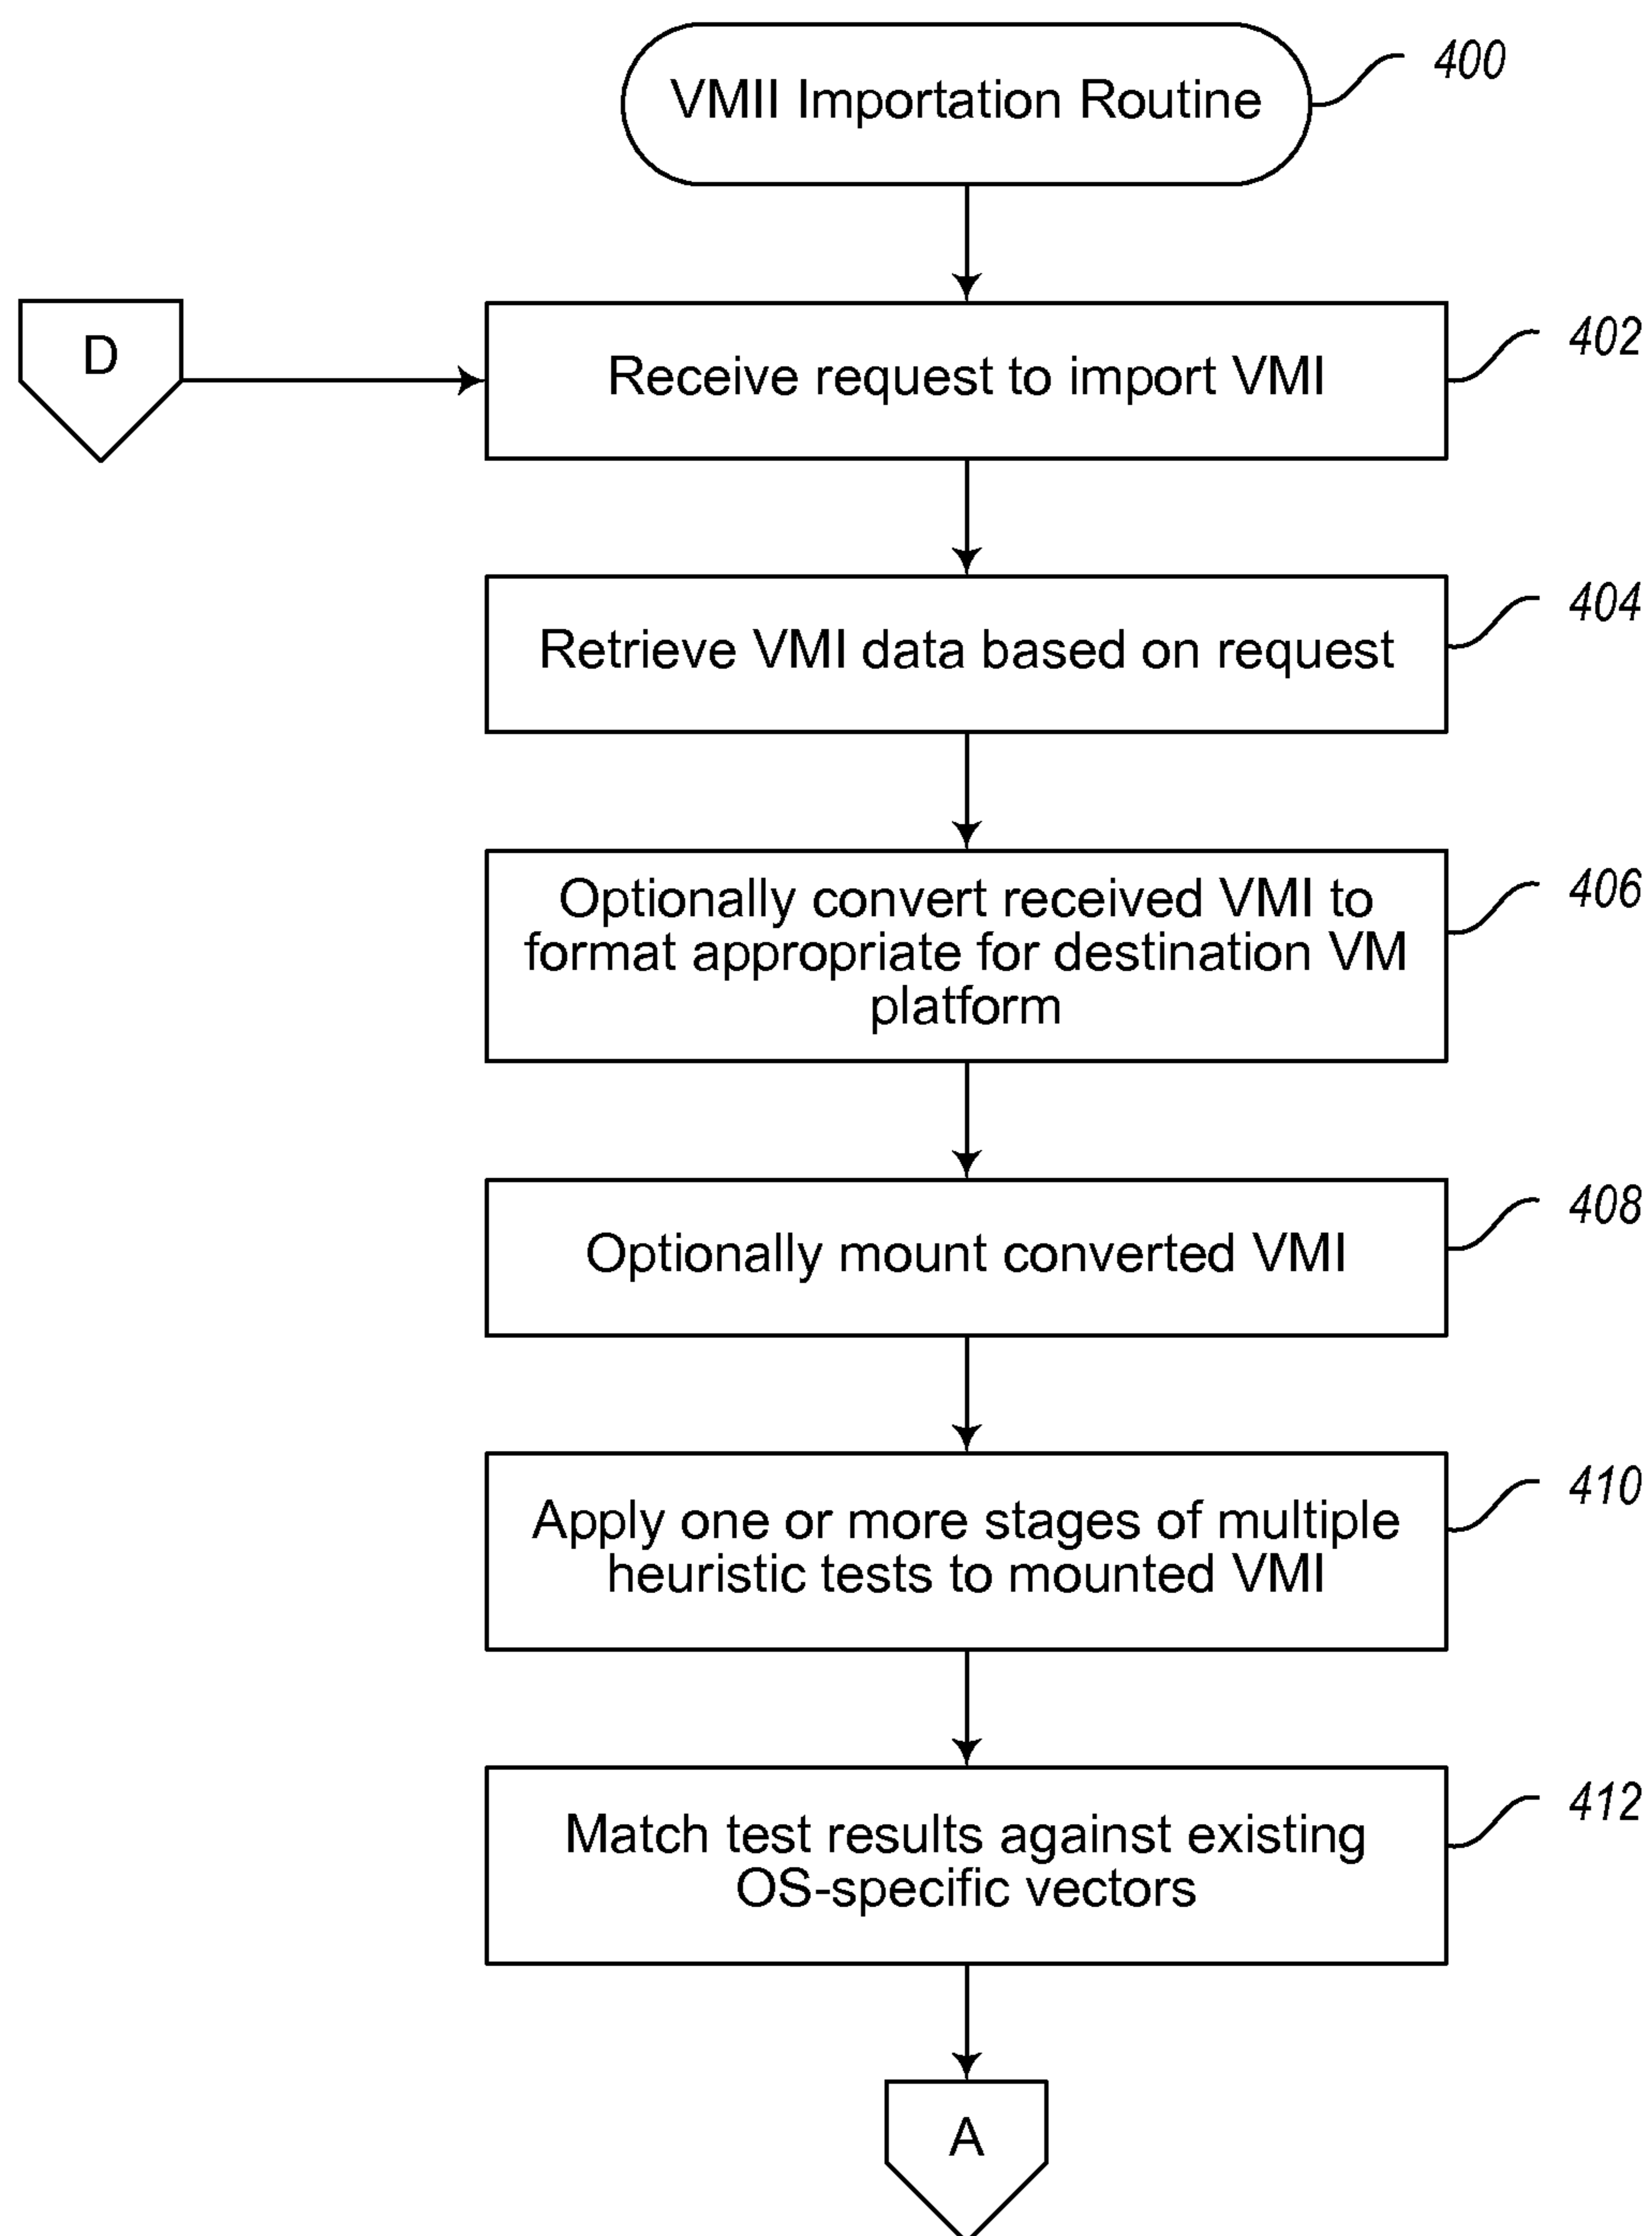 VMII Importation Routine
400
D
Receive request to import VMI
402
Retrieve VMI data based on request
404
Optionally convert received VMI to
format appropriate for destination VM
platform
406
Optionally mount converted VMI
408
Apply one or more stages of multiple
heuristic tests to mounted VMI
410
Match test results against existing
OS-specific vectors
412
A